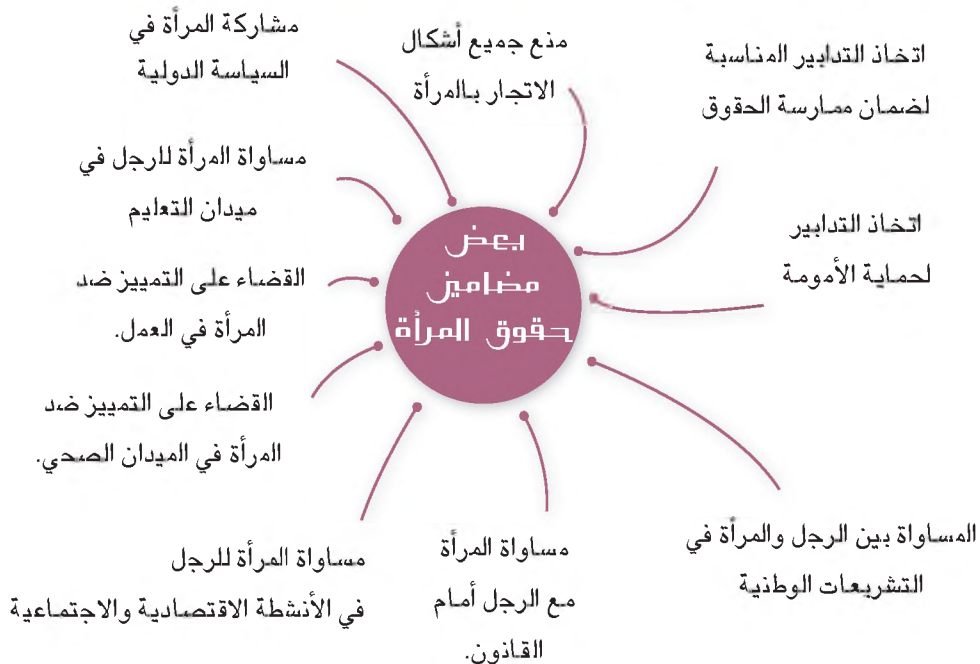 بعض
مضامين
حقوق المرأة
اتخاذ التدابير المناسبة
لضمان ممارسة الحقوق
اتخاذ التدابير
لحماية الأمومة
المساواة بين الرجل والمرأة في
التشريعات الوطنية
مساواة المرأة
مع الرجل أمام
القانون.
مساواة المرأة للرجل
في الأنشطة الاقتصادية والاجتماعية
القضاء على التمييز ضد
المرأة في الميدان الصحي.
القضاء على التمييز ضد
المرأة في العمل.
مساواة المرأة للرجل في
ميدان التعليم
مشاركة المرأة في
السياسة الدولية
منع جميع أشكال
الاتجار بالمرأة